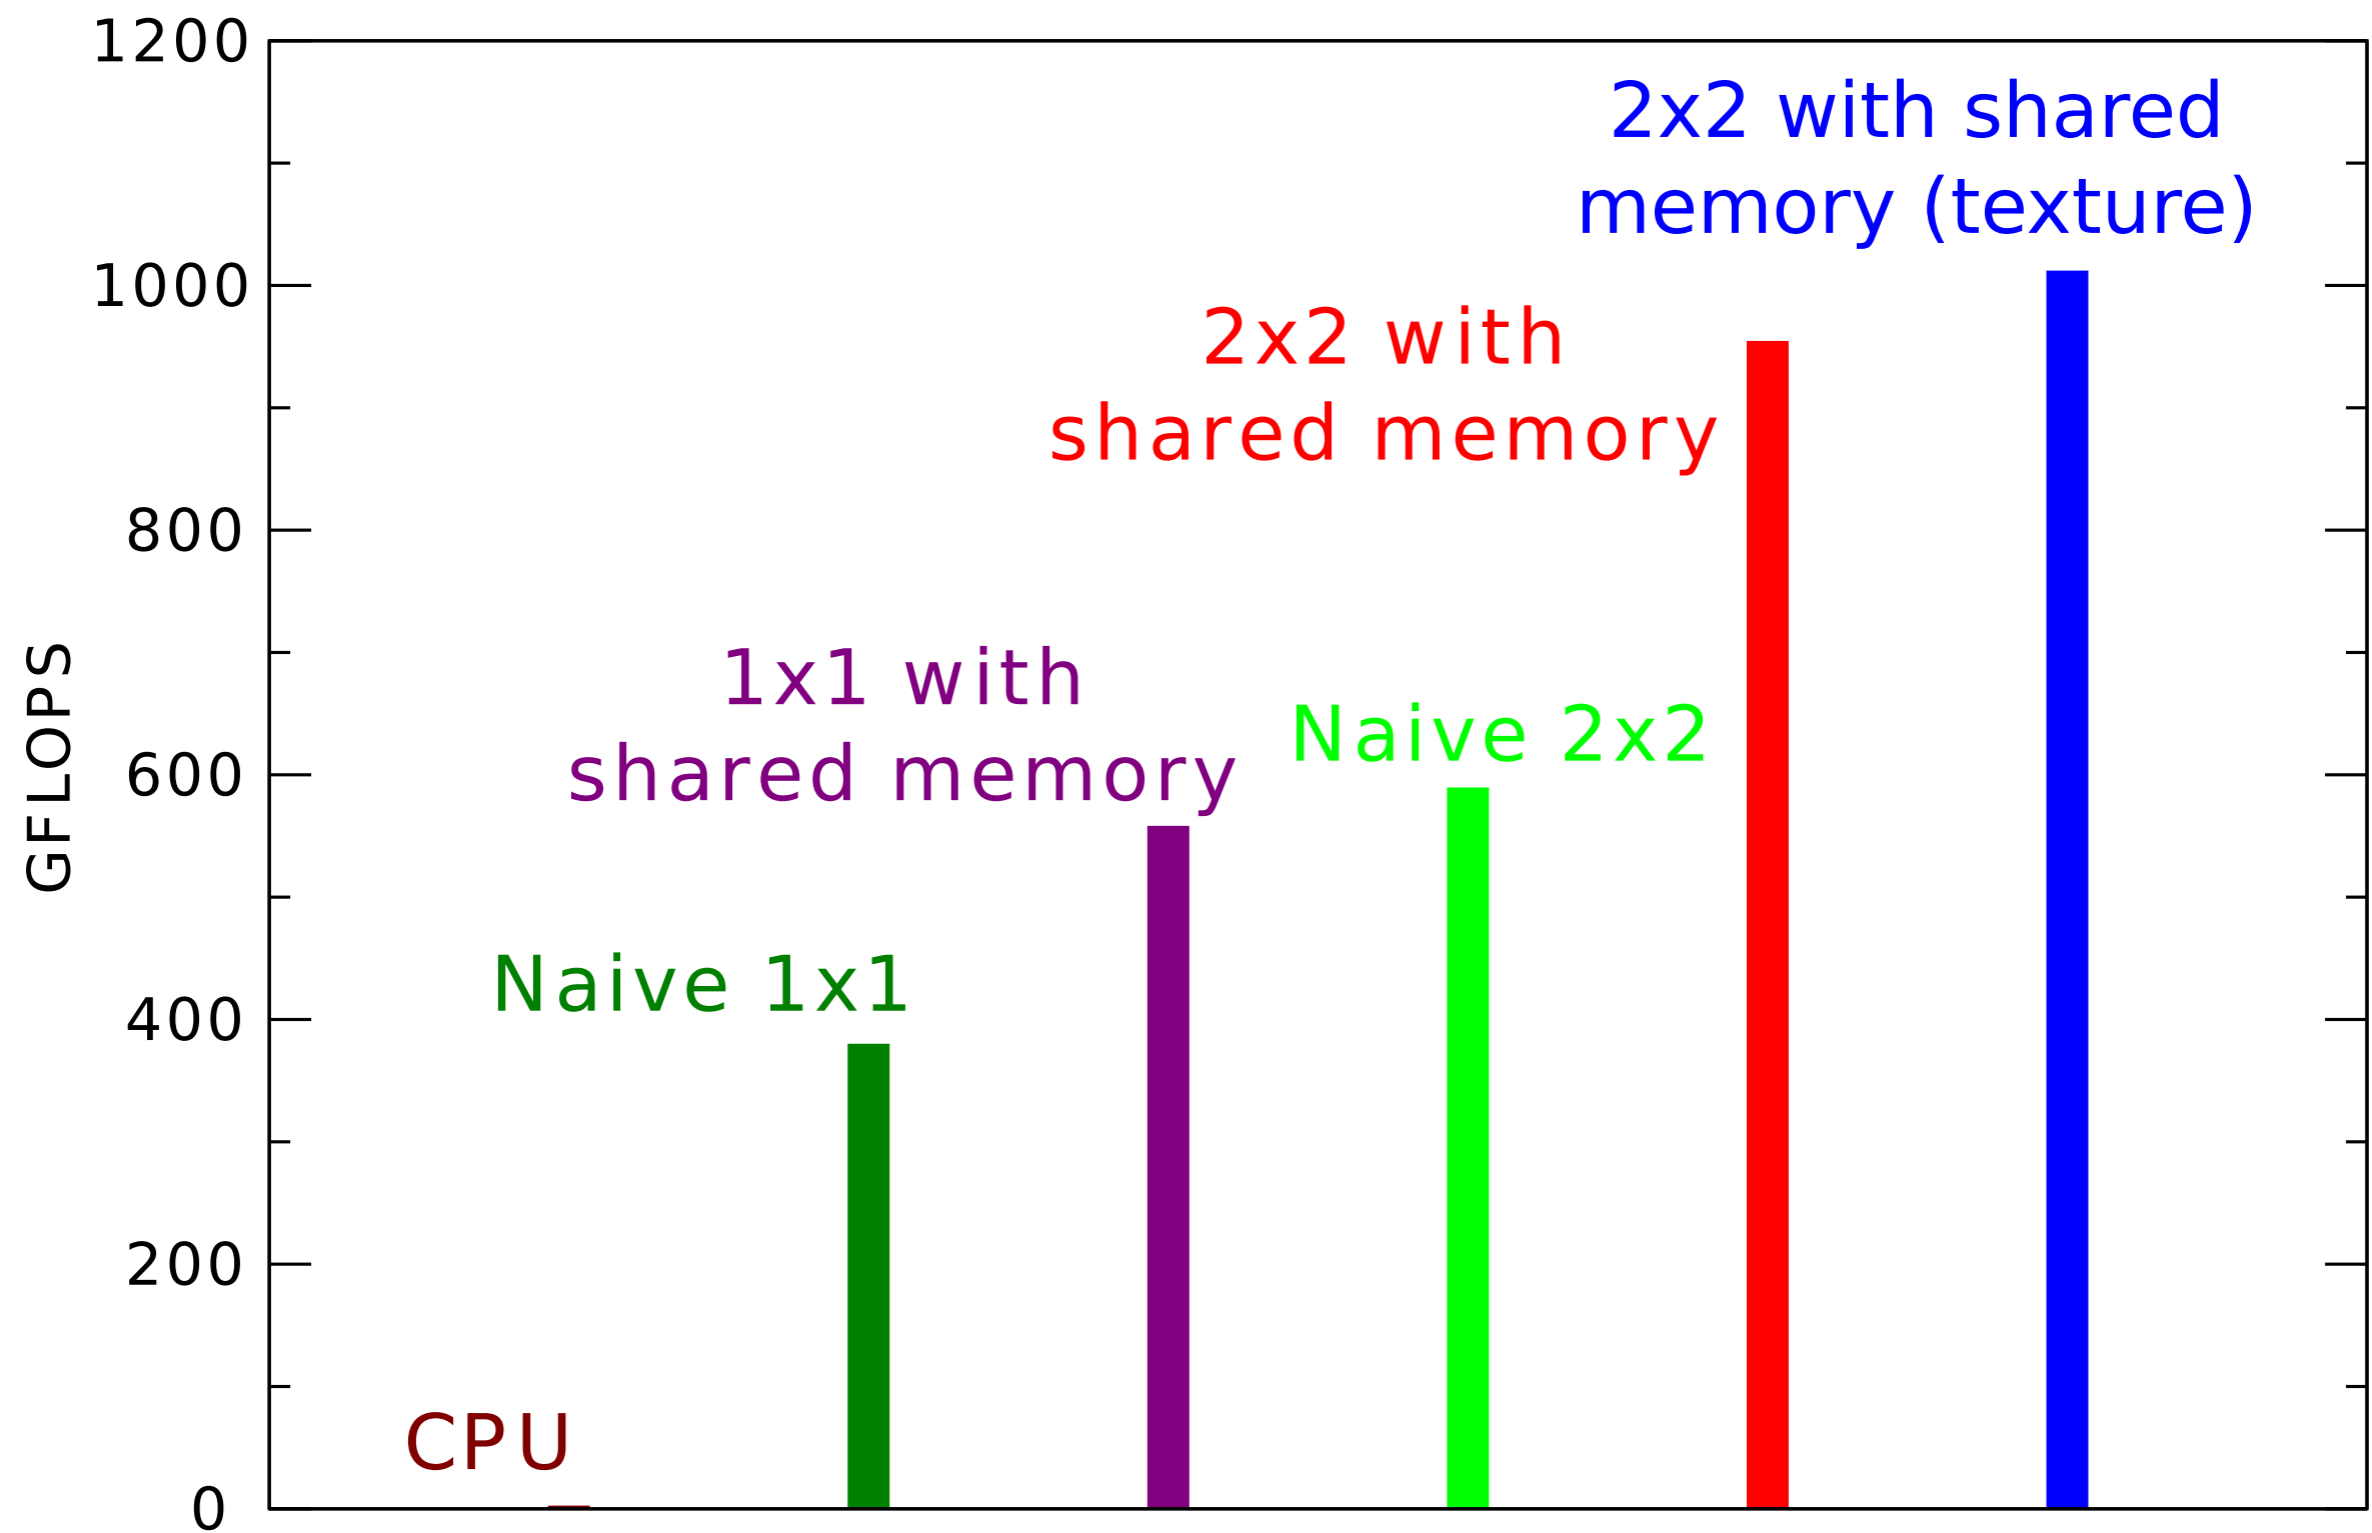 1200
1000
800
600
400
200
0
GFLOPS
CPU
Naive 1x1
1x1 with
shared memory
Naive 2x2
2x2 with
shared memory
2x2 with shared
memory (texture)